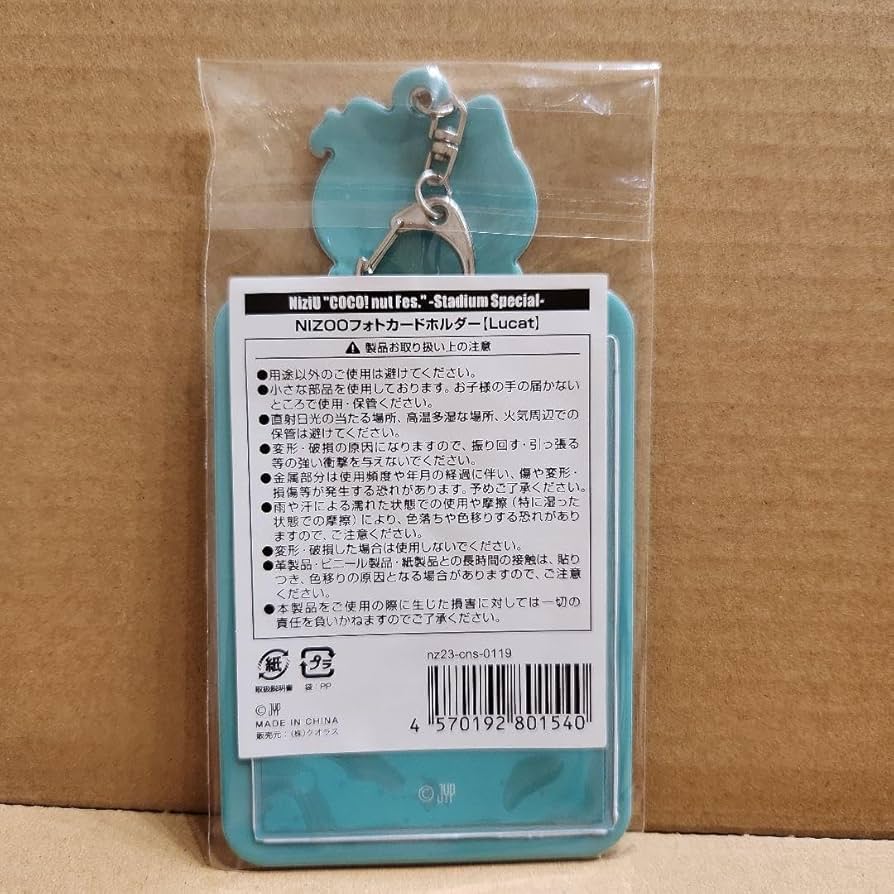 NiziU "COCO! nut Fes." -Stadium Special-
NIZOOフォトカードホルダー【Lucat】
製品お取り扱い上の注意
●用途以外のご使用は避けてください。
●小さな部品を使用しております。お子様の手の届かない
ところで使用・保管ください。
●直射日光の当たる場所、高温多湿な場所、火気周辺での
保管は避けてください。
●変形・破損の原因になりますので、振り回す・引っ張る
等の強い衝撃を与えないでください。
●金属部分は使用頻度や年月の経過に伴い、傷や変形・
損傷等が発生する恐れがあります。予めご了承ください。
●雨や汗による濡れた状態での使用や摩擦(特に湿った
状態での摩擦)により、色落ちや色移りする恐れがあり
ますので、ご注意ください。
●変形・破損した場合は使用しないでください。
●革製品・ビニール製品・紙製品との長時間の接触は、貼り
つき、色移りの原因となる場合がありますので、ご注意
ください。
●本製品をご使用の際に生じた損害に対しては一切の
責任を負いかねますのでご了承ください。
紙
プラ
取扱説明書
袋:PP
nz23-cns-0119
© JYP
MADE IN CHINA
販売元:(株)クオラス
4 570192 801540
© JYP